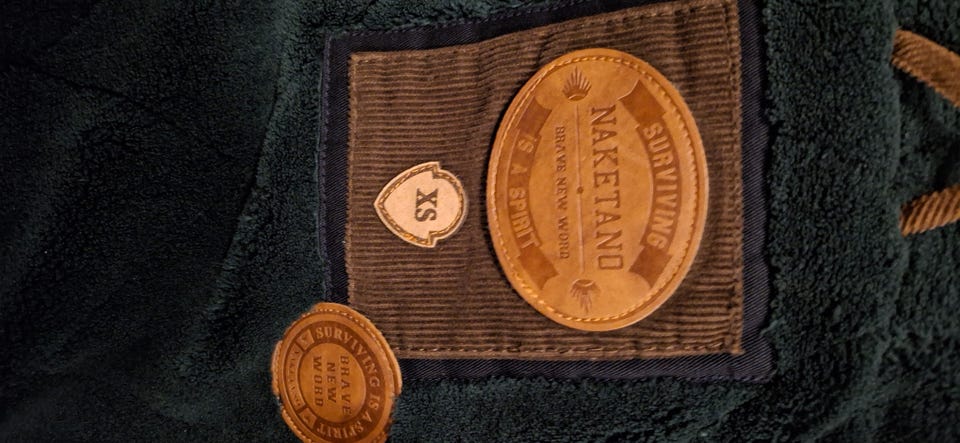 SURVIVING
NAKETANO
BRAVE NEW WORD
IS A SPIRIT
XS
SURVIVING IS A SPIRIT
BRAVE
NEW
WORD